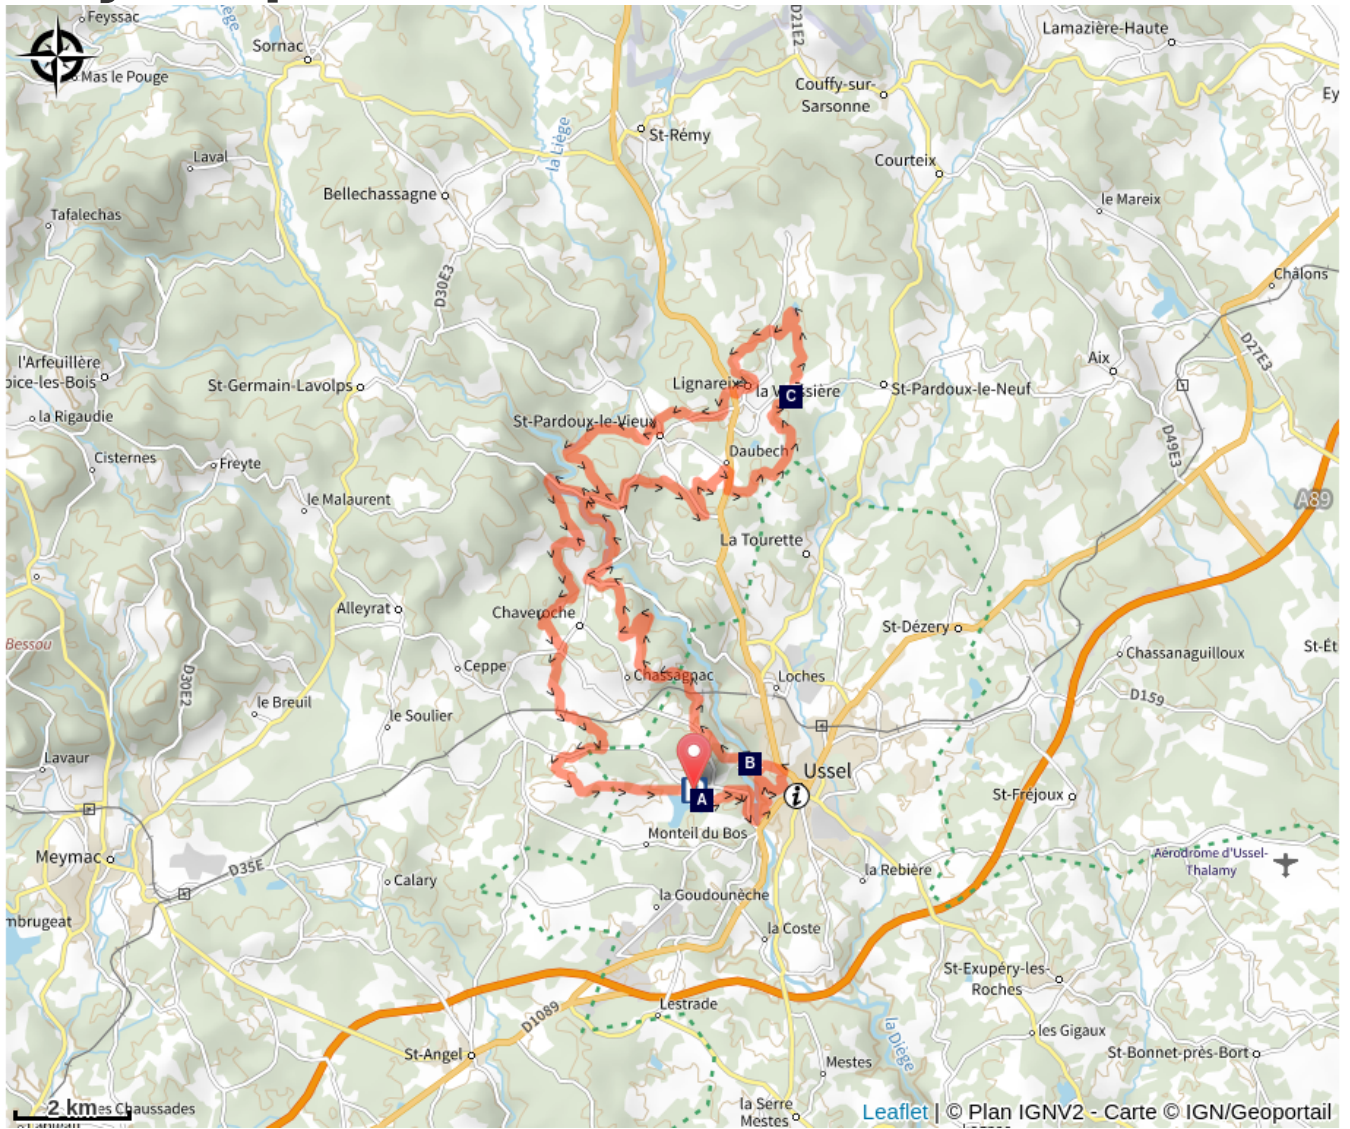 Feyssac
Sornac
Mas le Pouge
D21E2
Lamazière-Haute
Couffy-sur-
Sarsonne
Ey
St-Rémy
la Liège
Laval
Courteix
Bellechassagne
le Mareix
Tafalechas
Châlons
D30E3
D27E3
l'Arfeuillère
oice-les-Bois
Aix
St-Germain-Lavolps
Lignareix
C
St-Pardoux-le-Neuf
la Rigaudie
St-Pardoux-le-Vieux
D49E3
Daubech
Cisternes
Freyte
le Malaurent
A89
La Tourette
Alleyrat
Chaveroche
St-Dézery
Bessou
Chassanaguilloux
St-Ét
Ceppe
Chassagnac
Loches
D30E2
D159
le Breuil
le Soulier
Lavaur
B
Ussel
A
i
St-Fréjoux
Monteil du Bos
Meymac
D35E
Aérodrome d'Ussel-
Thalamy
la Rebière
Calary
la Goudounèche
mbrugeat
la Coste
St-Exupéry-les-
Roches
Lestrade
D1089
la Diège
les Gigaux
St-Angel
Mestes
St-Bonnet-près-Bort
2 km
es Chaussades
la Serre
Mestes
Leaflet | © Plan IGNV2 - Carte © IGN/Geoportail